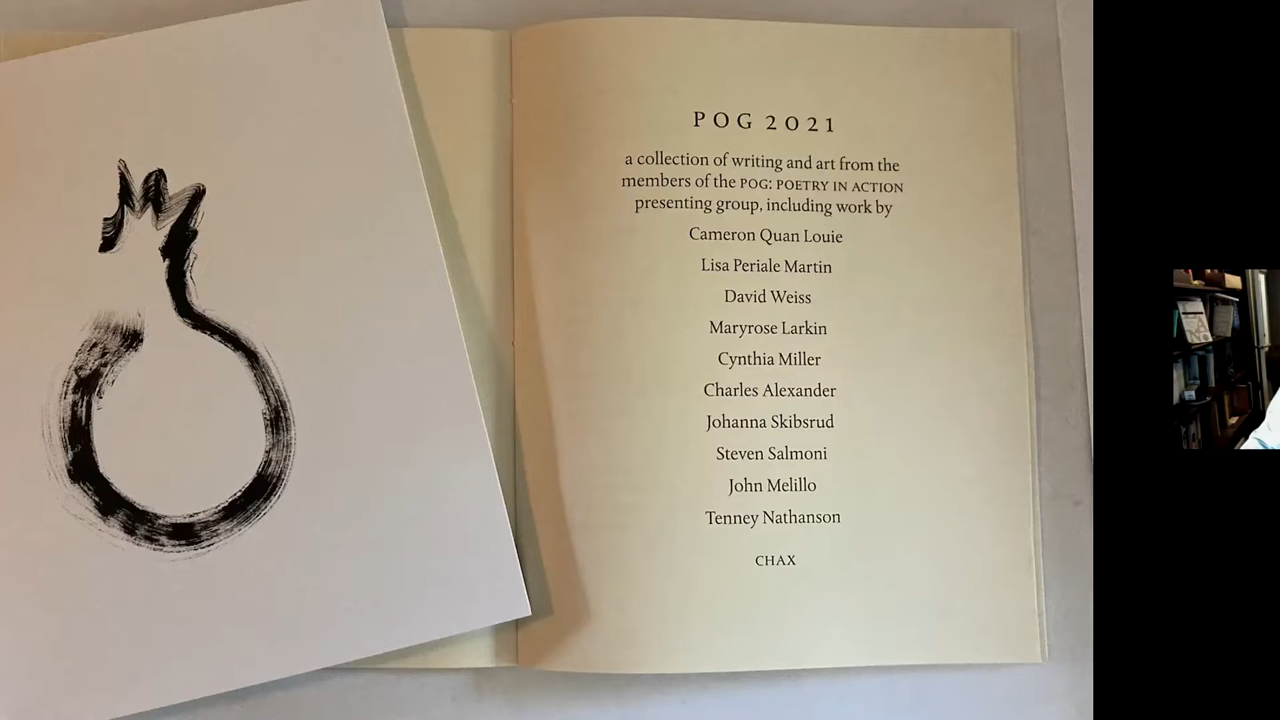 POG 2021
a collection of writing and art from the
members of the POG: POETRY IN ACTION
presenting group, including work by
Cameron Quan Louie
Lisa Periale Martin
David Weiss
Maryrose Larkin
Cynthia Miller
Charles Alexander
Johanna Skibsrud
Steven Salmoni
John Melillo
Tenney Nathanson
CHAX